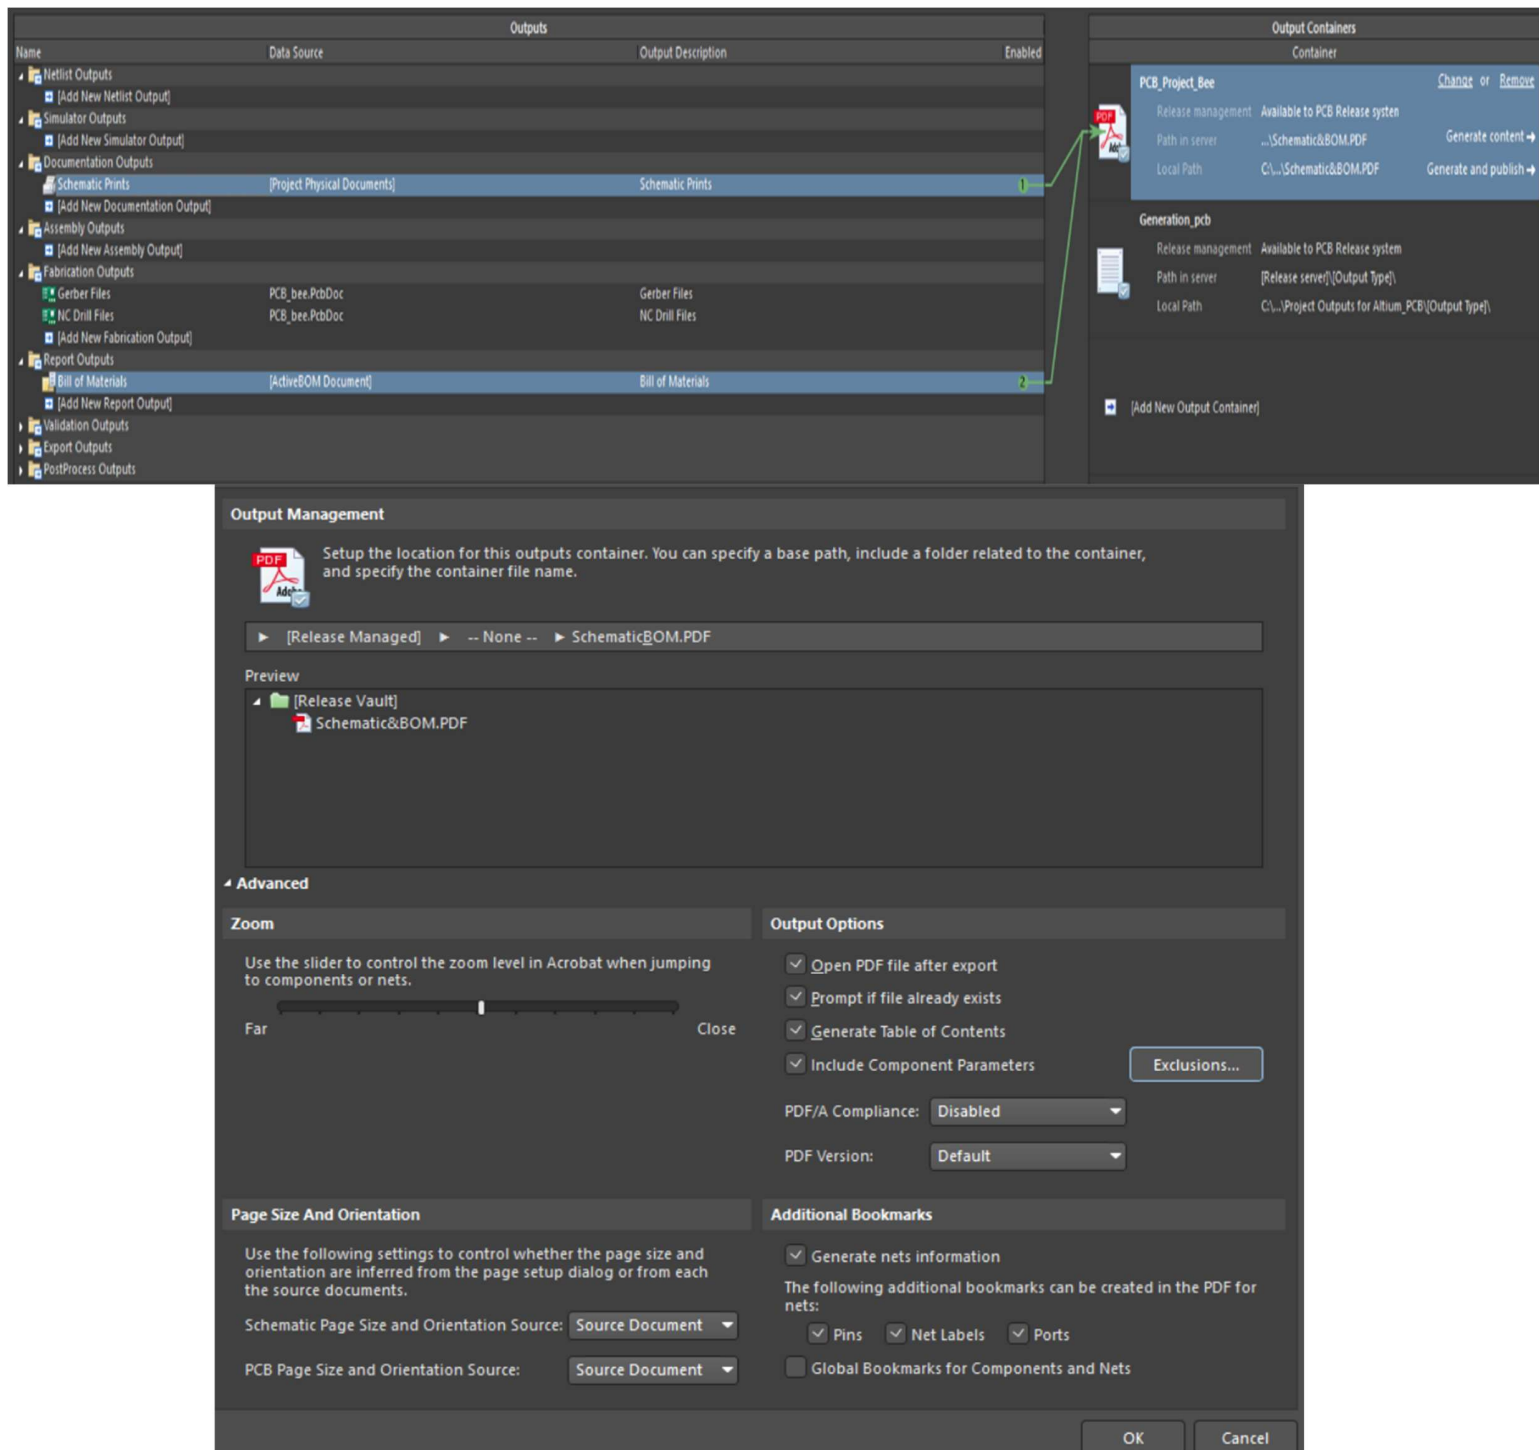 Outputs
Name Data Source Output Description Enabled
Netlist Outputs
[Add New Netlist Output]
Simulator Outputs
[Add New Simulator Output]
Documentation Outputs
Schematic Prints [Project Physical Documents] Schematic Prints 1
[Add New Documentation Output]
Assembly Outputs
[Add New Assembly Output]
Fabrication Outputs
Gerber Files PCB_bee.PcbDoc Gerber Files
NC Drill Files PCB_bee.PcbDoc NC Drill Files
[Add New Fabrication Output]
Report Outputs
Bill of Materials [ActiveBOM Document] Bill of Materials 2
[Add New Report Output]
Validation Outputs
Export Outputs
PostProcess Outputs
Output Containers
Container
PCB_Project_Bee Change or Remove
PDF
Release management Available to PCB Release systen
Path in server ...\Schematic&BOM.PDF Generate content
Local Path C:\...\Schematic&BOM.PDF Generate and publish
Generation_pcb
Release management Available to PCB Release system
Path in server [Release server]\[Output Type]\
Local Path C:\...\Project Outputs for Altium_PCB\[Output Type]\
[Add New Output Container]
Output Management
PDF
Adobe
Setup the location for this outputs container. You can specify a base path, include a folder related to the container,
and specify the container file name.
[Release Managed] -- None -- SchematicBOM.PDF
Preview
[Release Vault]
Schematic&BOM.PDF
Advanced
Zoom
Use the slider to control the zoom level in Acrobat when jumping
to components or nets.
Far Close
Output Options
Open PDF file after export
Prompt if file already exists
Generate Table of Contents
Include Component Parameters Exclusions...
PDF/A Compliance: Disabled
PDF Version: Default
Page Size And Orientation
Use the following settings to control whether the page size and
orientation are inferred from the page setup dialog or from each
the source documents.
Schematic Page Size and Orientation Source: Source Document
PCB Page Size and Orientation Source: Source Document
Additional Bookmarks
Generate nets information
The following additional bookmarks can be created in the PDF for
nets:
Pins Net Labels Ports
Global Bookmarks for Components and Nets
OK Cancel